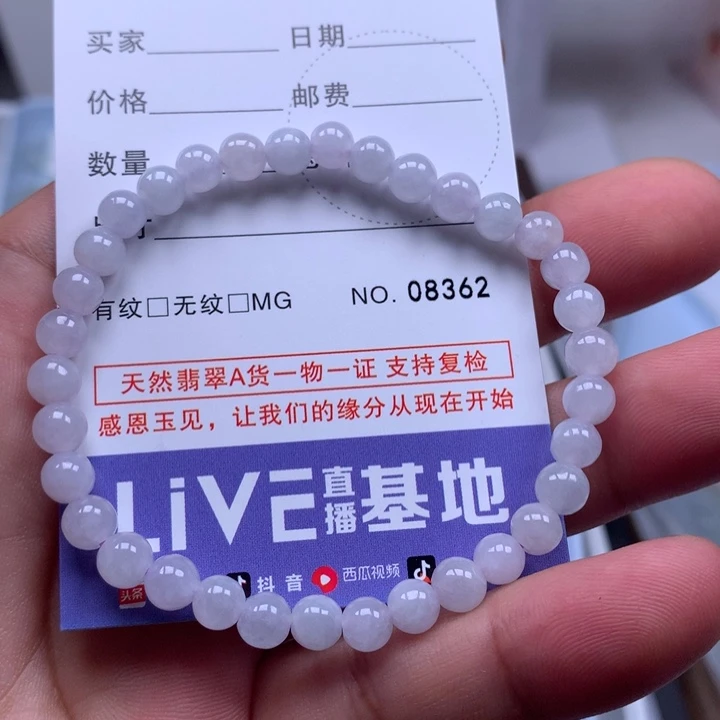 买家 日期
价格 邮费
数量
寸
有纹□无纹□MG NO. 08362
天然翡翠A货一物一证 支持复检
感恩玉见，让我们的缘分从现在开始
LiVE直播基地
头条 抖音 西瓜视频